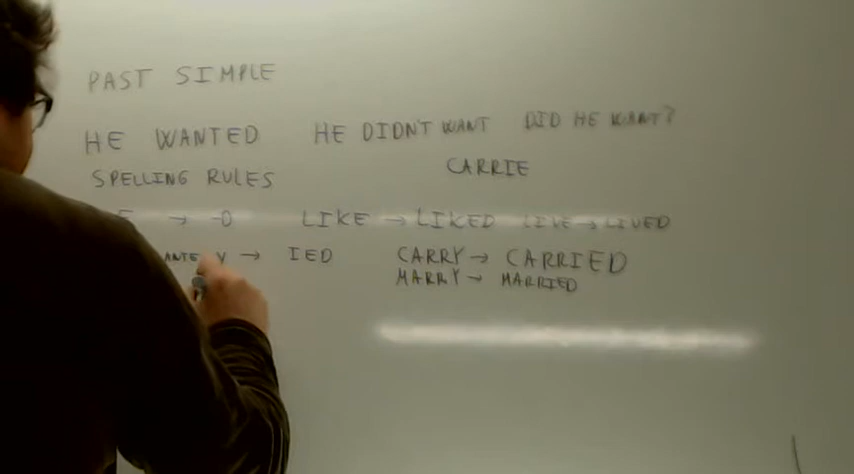 PAST SIMPLE
HE WANTED HE DIDN'T WANT DID HE WANT?
SPELLING RULES CARRIE
E → -D LIKE → LIKED LIVE → LIVED
Y → IED CARRY → CARRIED
MARRY → MARRIED